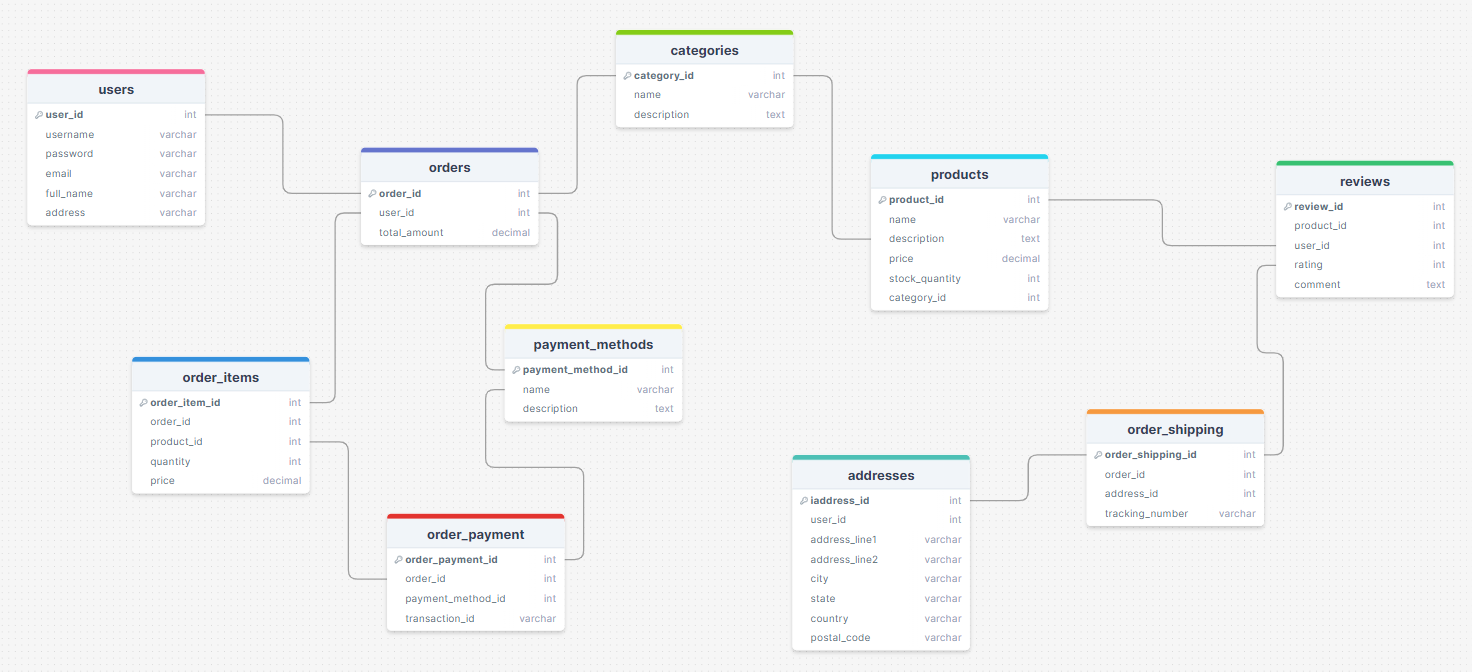 users
user_id int
username varchar
password varchar
email varchar
full_name varchar
address varchar
orders
order_id int
user_id int
total_amount decimal
categories
category_id int
name varchar
description text
products
product_id int
name varchar
description text
price decimal
stock_quantity int
category_id int
reviews
review_id int
product_id int
user_id int
rating int
comment text
order_items
order_item_id int
order_id int
product_id int
quantity int
price decimal
payment_methods
payment_method_id int
name varchar
description text
order_payment
order_payment_id int
order_id int
payment_method_id int
transaction_id varchar
addresses
iaddress_id int
user_id int
address_line1 varchar
address_line2 varchar
city varchar
state varchar
country varchar
postal_code varchar
order_shipping
order_shipping_id int
order_id int
address_id int
tracking_number varchar